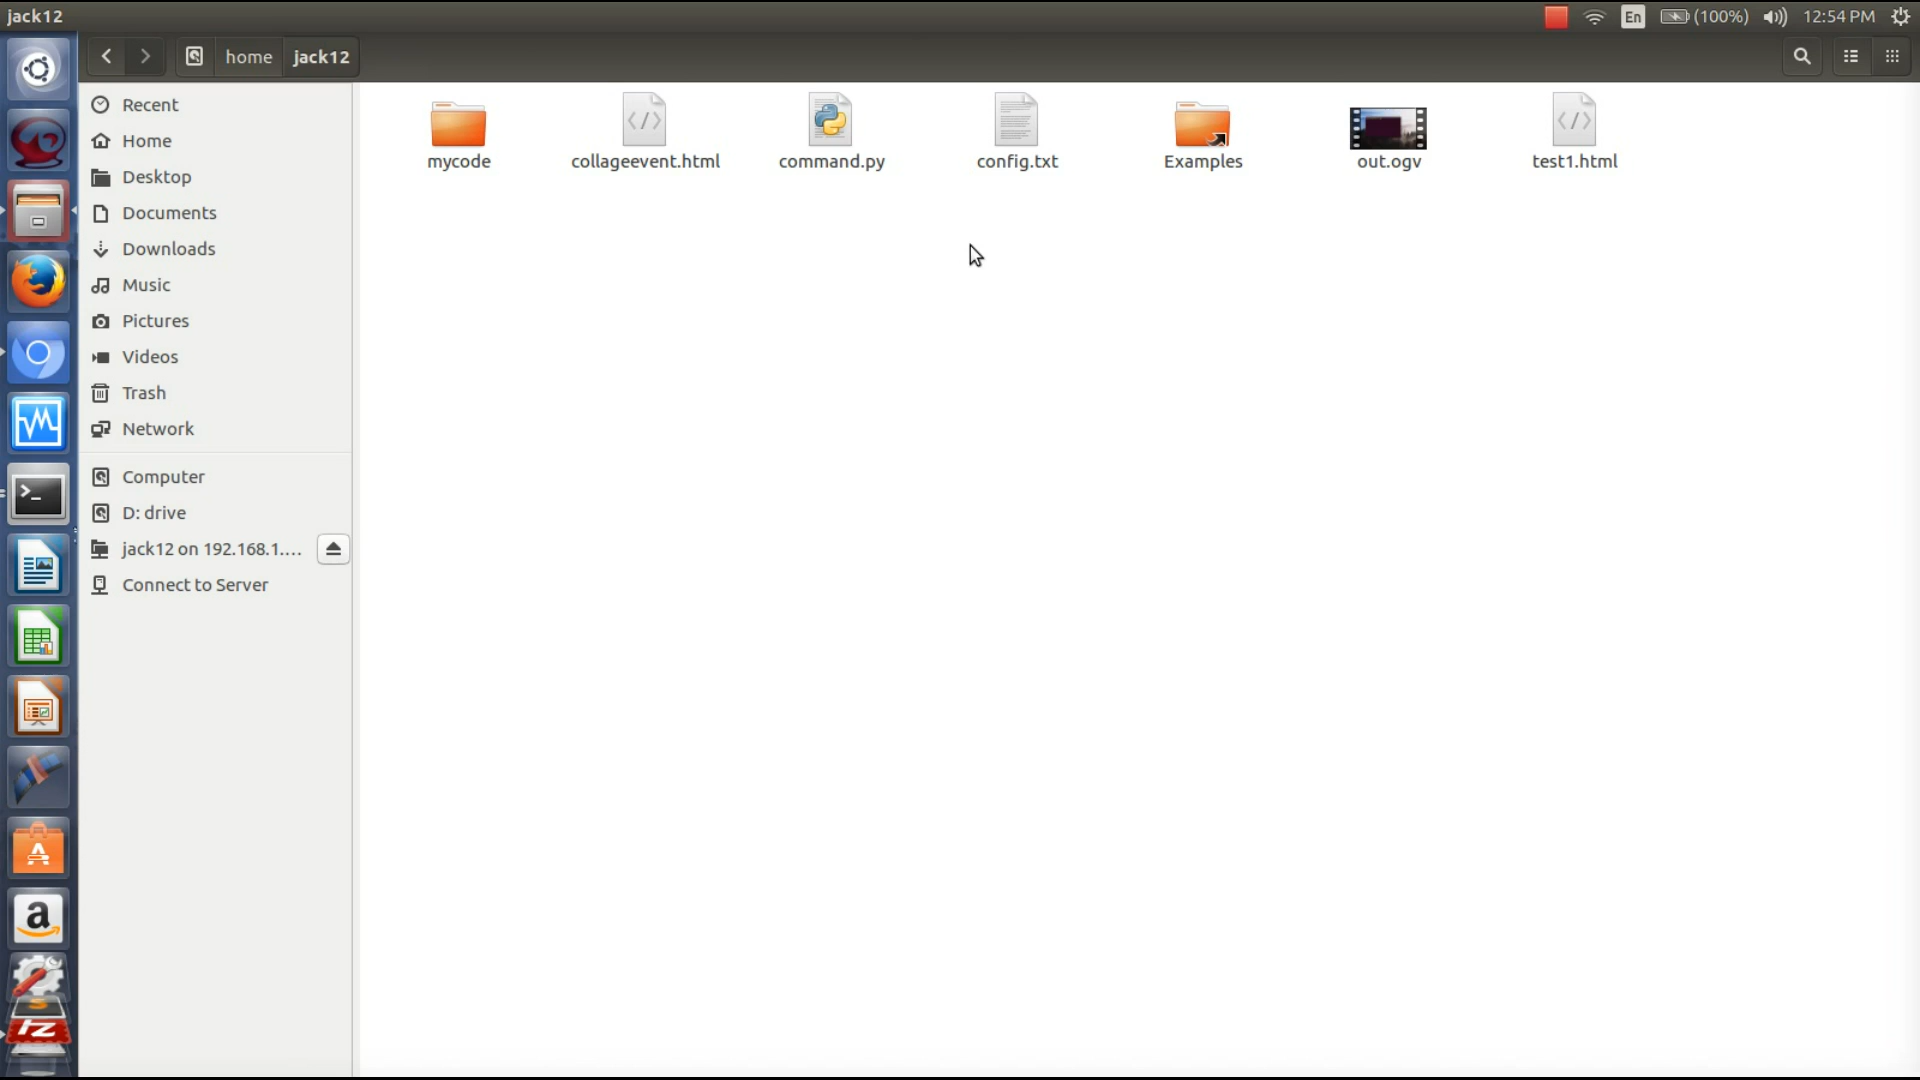 jack12
En
(100%)
12:54 PM
home
jack12
Recent
Home
Desktop
Documents
Downloads
Music
Pictures
Videos
Trash
Network
Computer
D: drive
jack12 on 192.168.1....
Connect to Server
mycode
collageevent.html
command.py
config.txt
Examples
out.ogv
test1.html